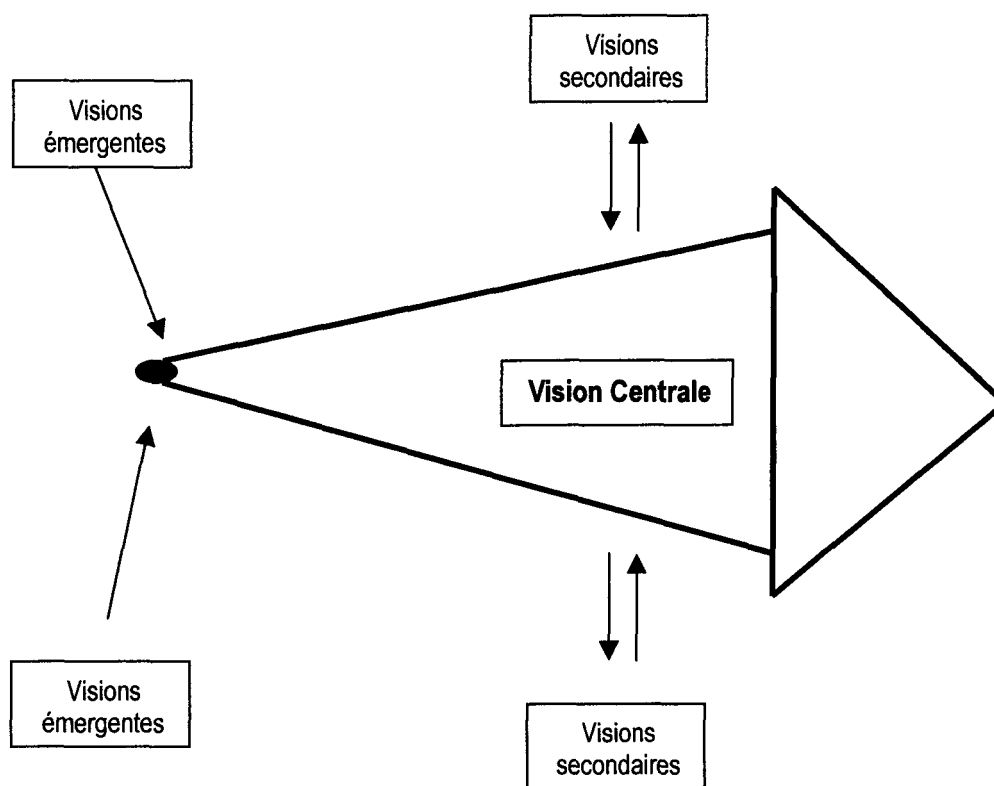 Visions
secondaires
Visions
émergentes
Vision Centrale
Visions
émergentes
Visions
secondaires